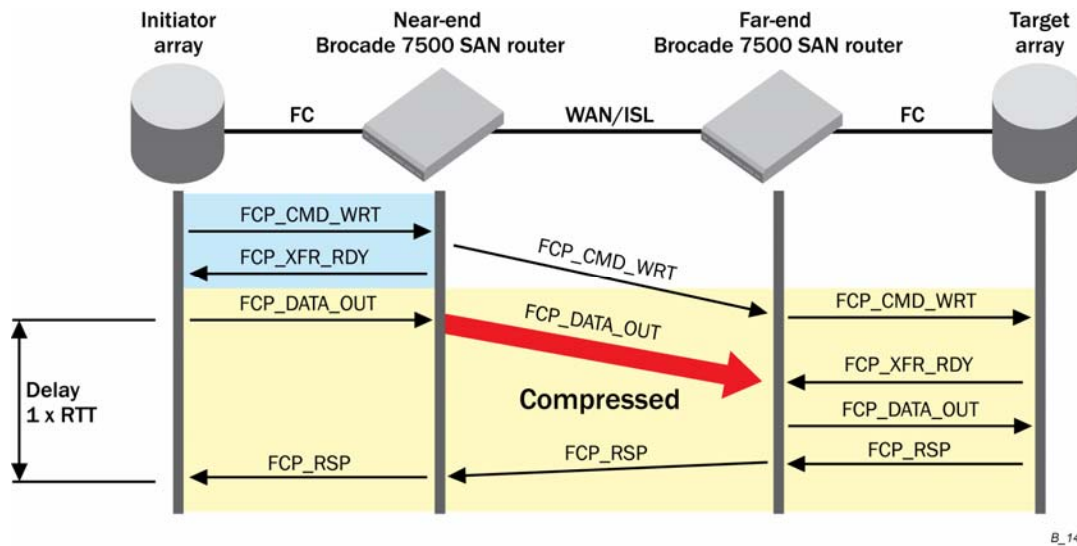 Initiator array
Near-end Brocade 7500 SAN router
Far-end Brocade 7500 SAN router
Target array
FC
WAN/ISL
FC
FCP_CMD_WRT
FCP_XFR_RDY
FCP_CMD_WRT
FCP_DATA_OUT
FCP_DATA_OUT
FCP_CMD_WRT
FCP_XFR_RDY
Delay
1 x RTT
Compressed
FCP_DATA_OUT
FCP_RSP
FCP_RSP
FCP_RSP
B_14